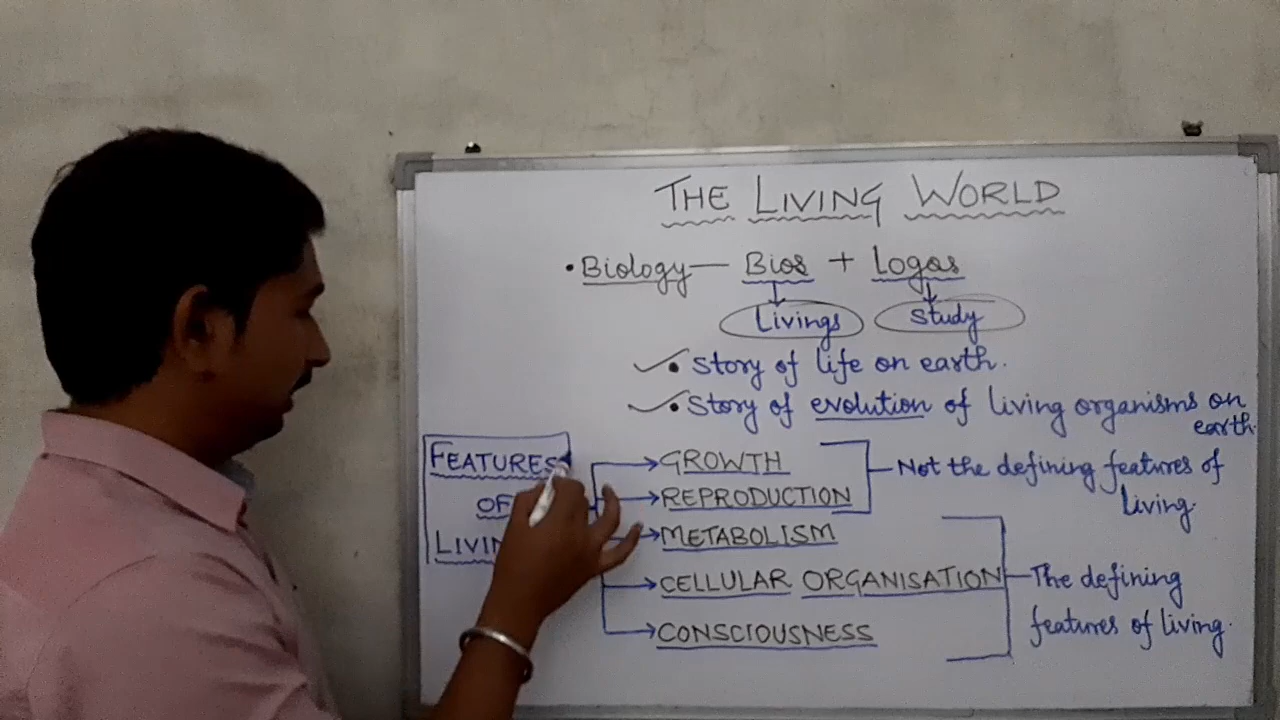 THE LIVING WORLD
• Biology — Bios + Logos
Livings study
• Story of life on earth.
• Story of evolution of living organisms on
earth.
FEATURES
OF
GROWTH
REPRODUCTION
Not the defining features of
living.
METABOLISM
CELLULAR ORGANISATION
CONSCIOUSNESS
The defining
features of living.